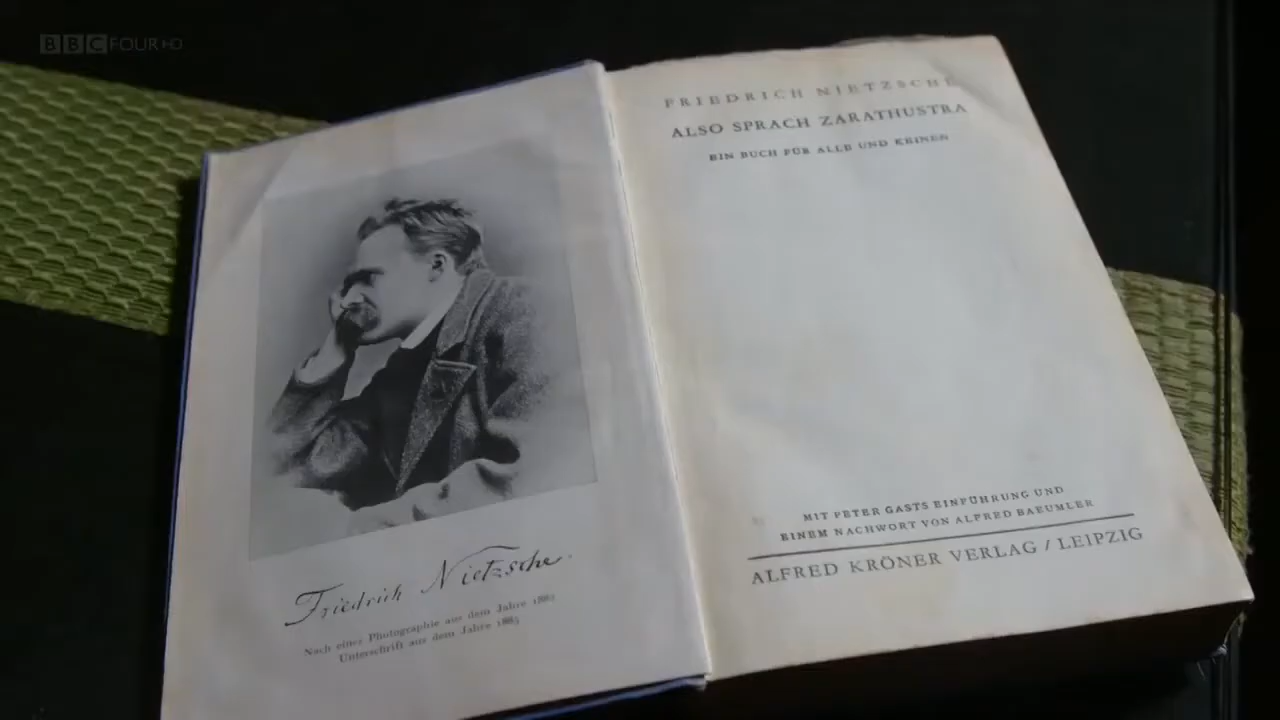 BBC FOUR HD
Friedrich Nietzsche
Nach einer Photographie aus dem Jahre 1882
Unterschrift aus dem Jahre 1885
FRIEDRICH NIETZSCHE
ALSO SPRACH ZARATHUSTRA
EIN BUCH FÜR ALLE UND KEINEN
MIT PETER GASTS EINFÜHRUNG UND
EINEM NACHWORT VON ALFRED BAEUMLER
ALFRED KRÖNER VERLAG / LEIPZIG